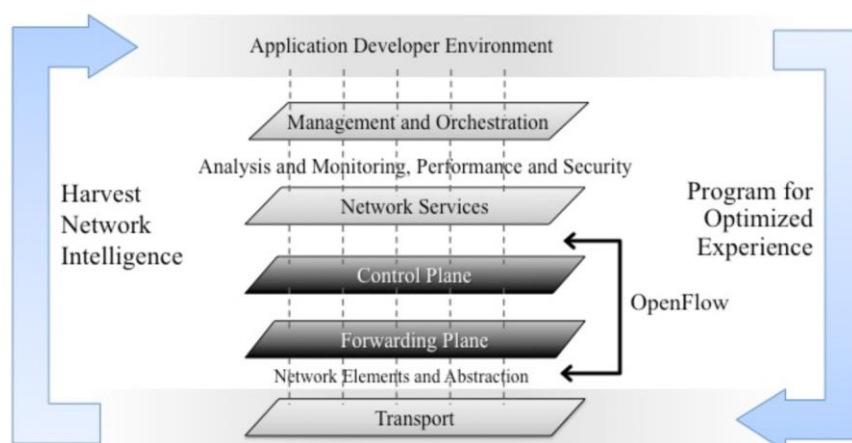 Application Developer Environment
Management and Orchestration
Analysis and Monitoring, Performance and Security
Harvest
Network
Intelligence
Network Services
Program for
Optimized
Experience
Control Plane
OpenFlow
Forwarding Plane
Network Elements and Abstraction
Transport